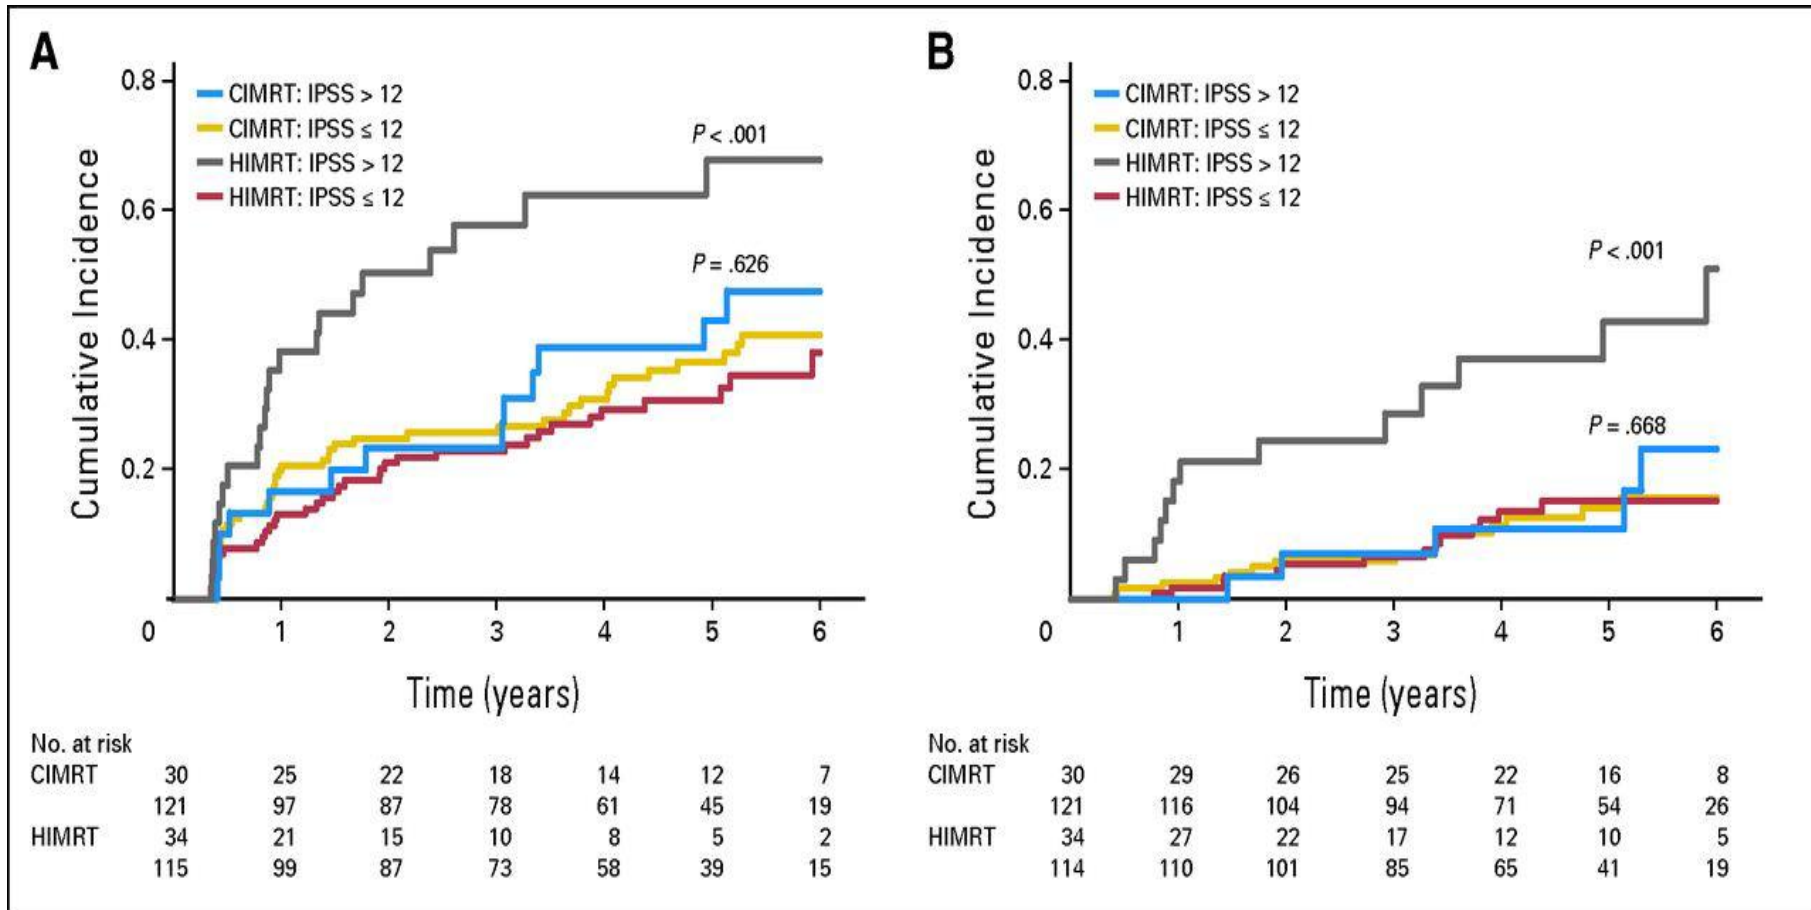 A
0.8
0.6
0.4
0.2
Cumulative Incidence
CIMRT: IPSS > 12
CIMRT: IPSS ≤ 12
HIMRT: IPSS > 12
HIMRT: IPSS ≤ 12
P < .001
P = .626
0 1 2 3 4 5 6
Time (years)
No. at risk
CIMRT 30 25 22 18 14 12 7
121 97 87 78 61 45 19
HIMRT 34 21 15 10 8 5 2
115 99 87 73 58 39 15
B
0.8
0.6
0.4
0.2
Cumulative Incidence
CIMRT: IPSS > 12
CIMRT: IPSS ≤ 12
HIMRT: IPSS > 12
HIMRT: IPSS ≤ 12
P < .001
P = .668
0 1 2 3 4 5 6
Time (years)
No. at risk
CIMRT 30 29 26 25 22 16 8
121 116 104 94 71 54 26
HIMRT 34 27 22 17 12 10 5
114 110 101 85 65 41 19